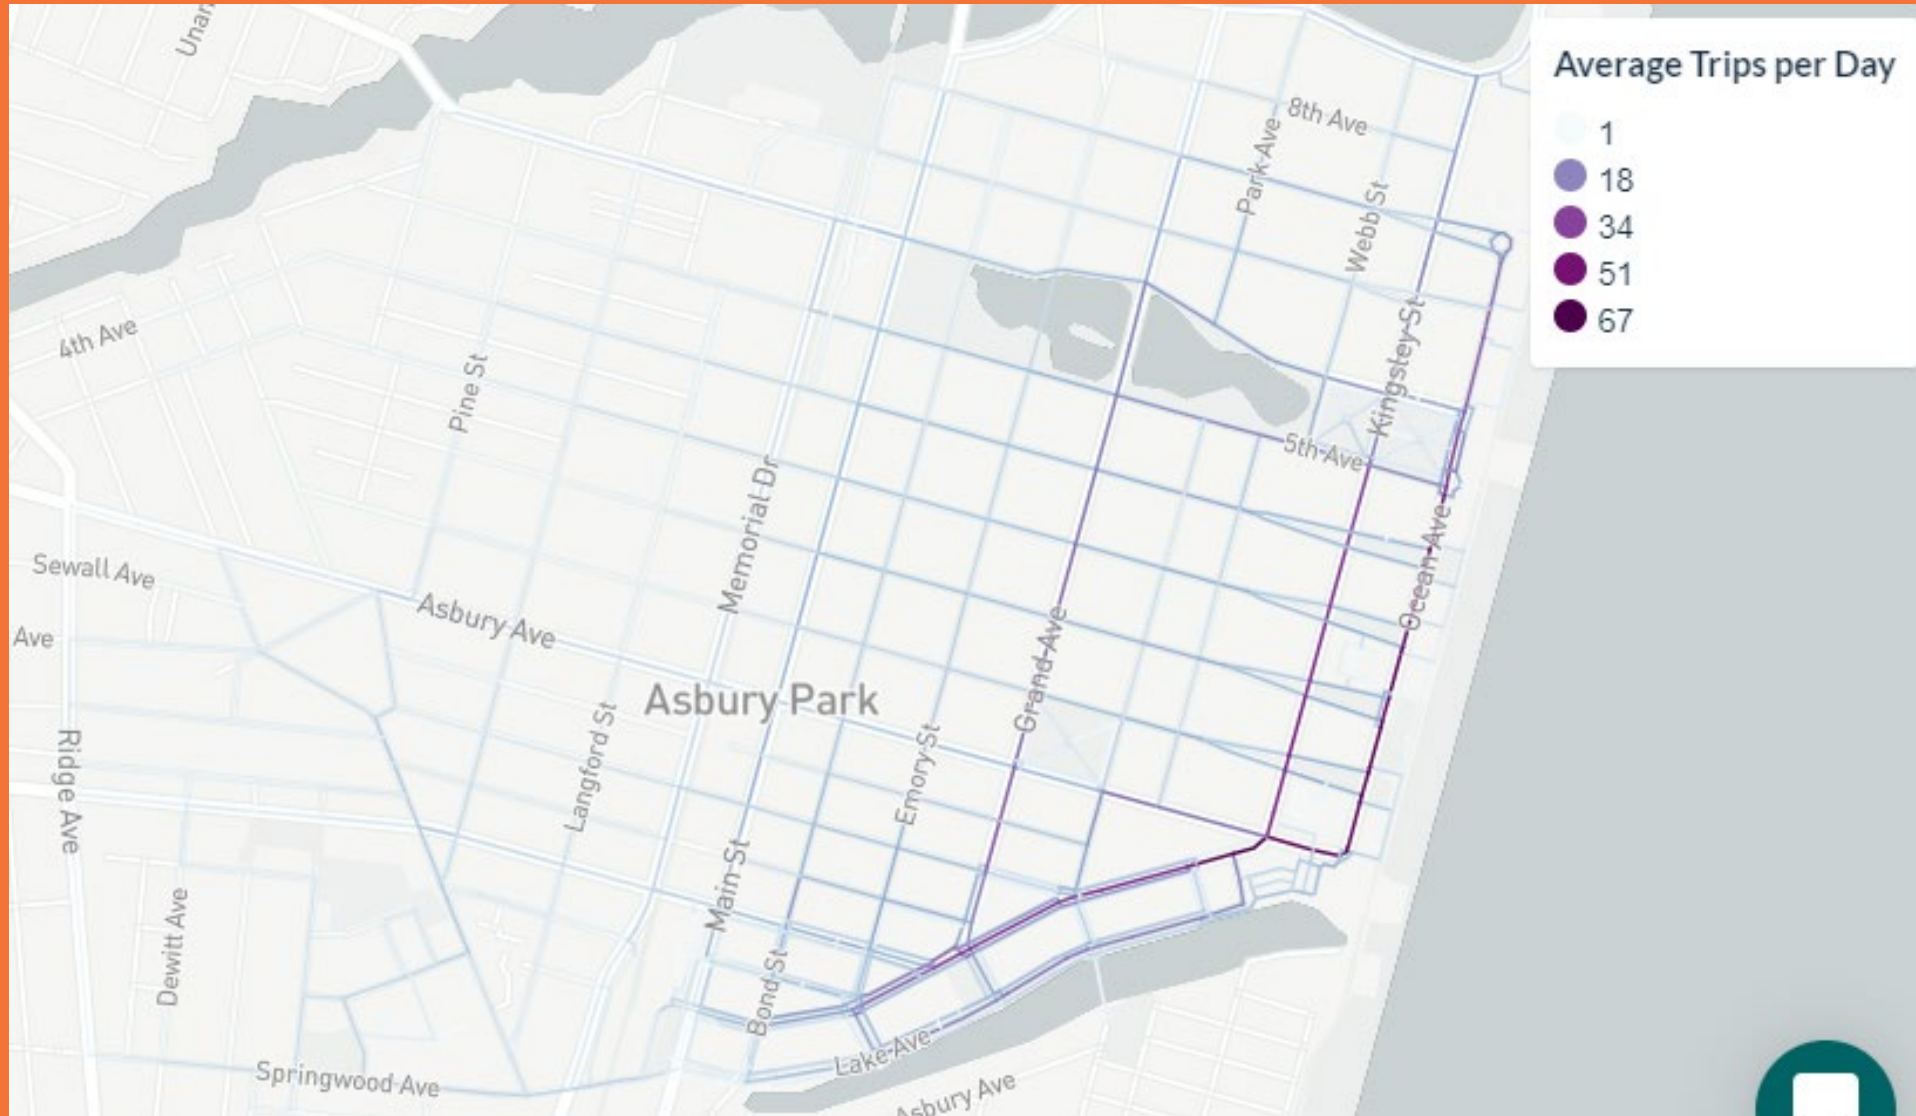 Unar
Average Trips per Day
1
18
34
51
67
8th Ave
Park Ave
Webb St
Kingsley St
4th Ave
Pine St
5th Ave
Memorial Dr
Ocean Ave
Sewall Ave
Asbury Ave
Ave
Grand Ave
Asbury Park
Langford St
Emory St
Ridge Ave
Main St
Dewitt Ave
Bond St
Lake Ave
Springwood Ave
Asbury Ave